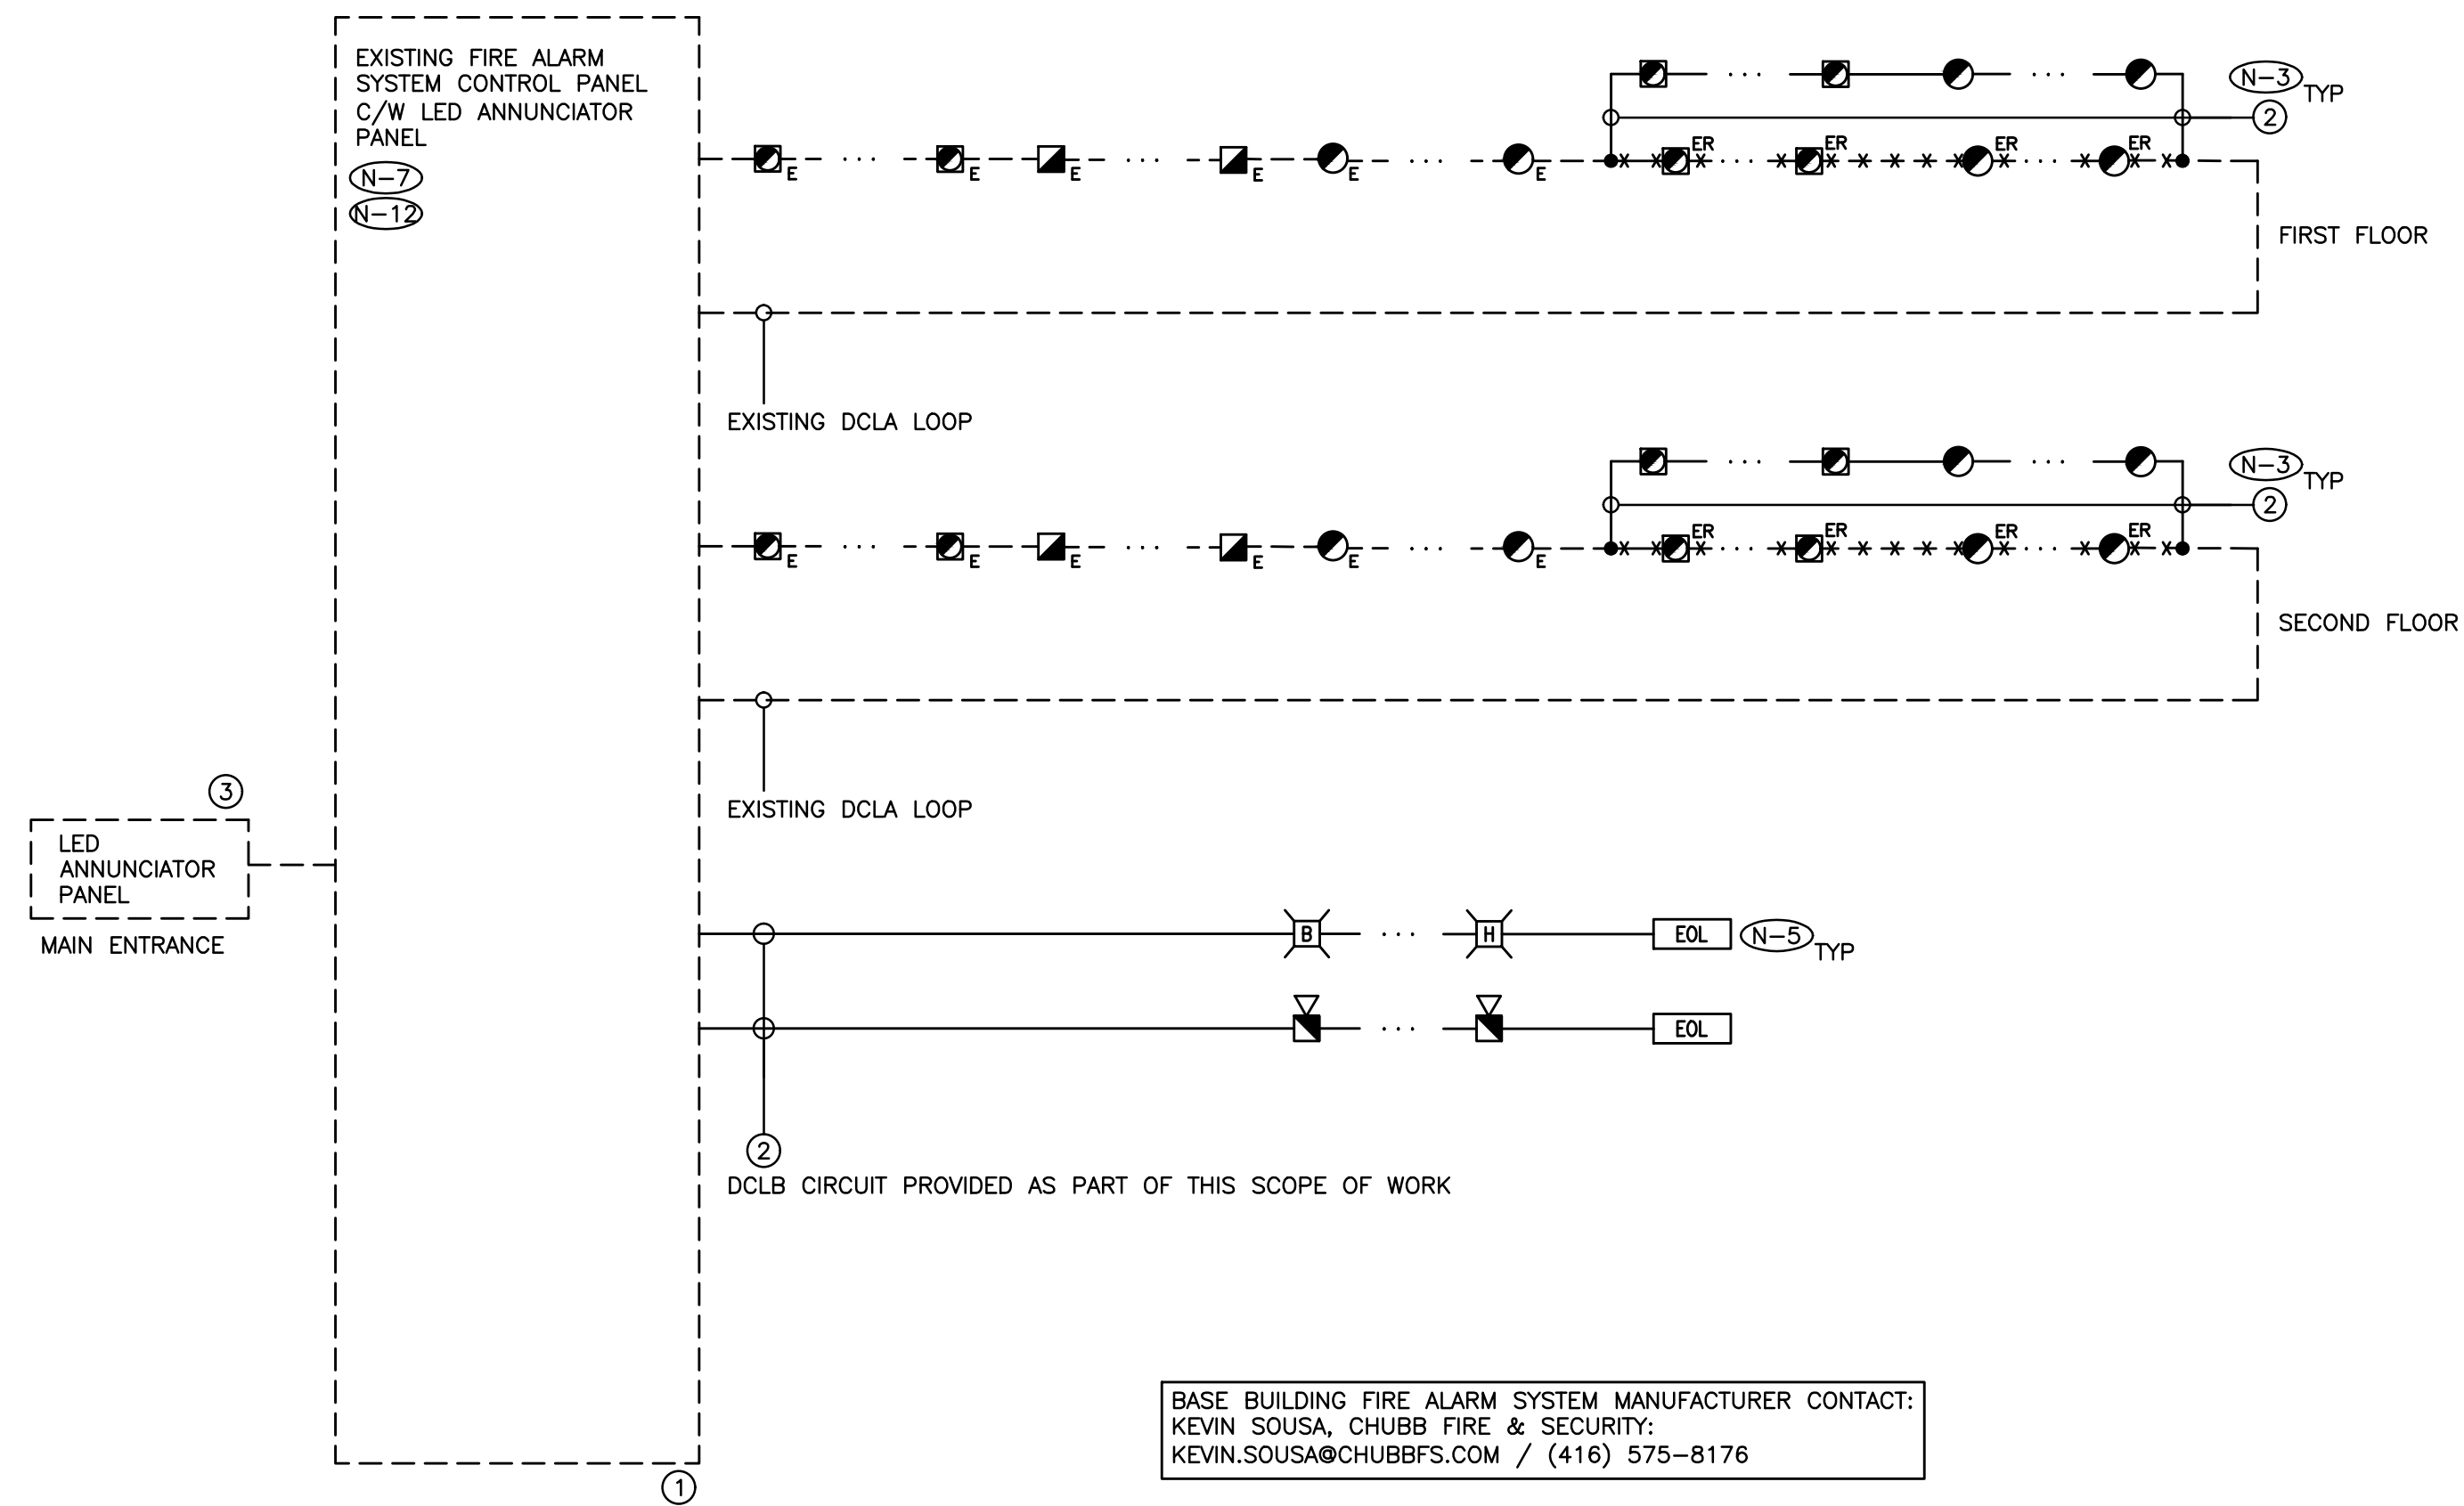 EXISTING FIRE ALARM
SYSTEM CONTROL PANEL
C/W LED ANNUNCIATOR
PANEL
N-7
N-12
N-3
TYP
2
ER
ER
ER
ER
E
E
E
E
E
E
FIRST FLOOR
EXISTING DCLA LOOP
N-3
TYP
2
ER
ER
ER
ER
E
E
E
E
E
E
SECOND FLOOR
EXISTING DCLA LOOP
3
LED
ANNUNCIATOR
PANEL
MAIN ENTRANCE
B
H
EOL
N-5
TYP
EOL
2
DCLB CIRCUIT PROVIDED AS PART OF THIS SCOPE OF WORK
BASE BUILDING FIRE ALARM SYSTEM MANUFACTURER CONTACT:
KEVIN SOUSA, CHUBB FIRE & SECURITY:
KEVIN.SOUSA@CHUBBFS.COM / (416) 575-8176
1